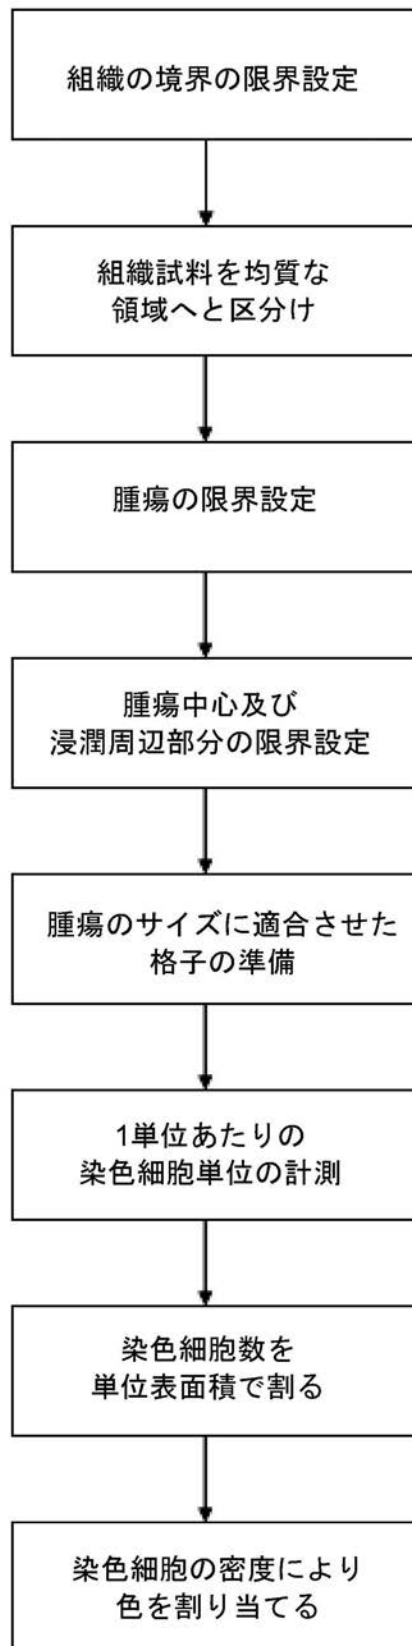 組織の境界の限界設定
組織試料を均質な
領域へと区分け
腫瘍の限界設定
腫瘍中心及び
浸潤周辺部分の限界設定
腫瘍のサイズに適合させた
格子の準備
1単位あたりの
染色細胞単位の計測
染色細胞数を
単位表面積で割る
染色細胞の密度により
色を割り当てる